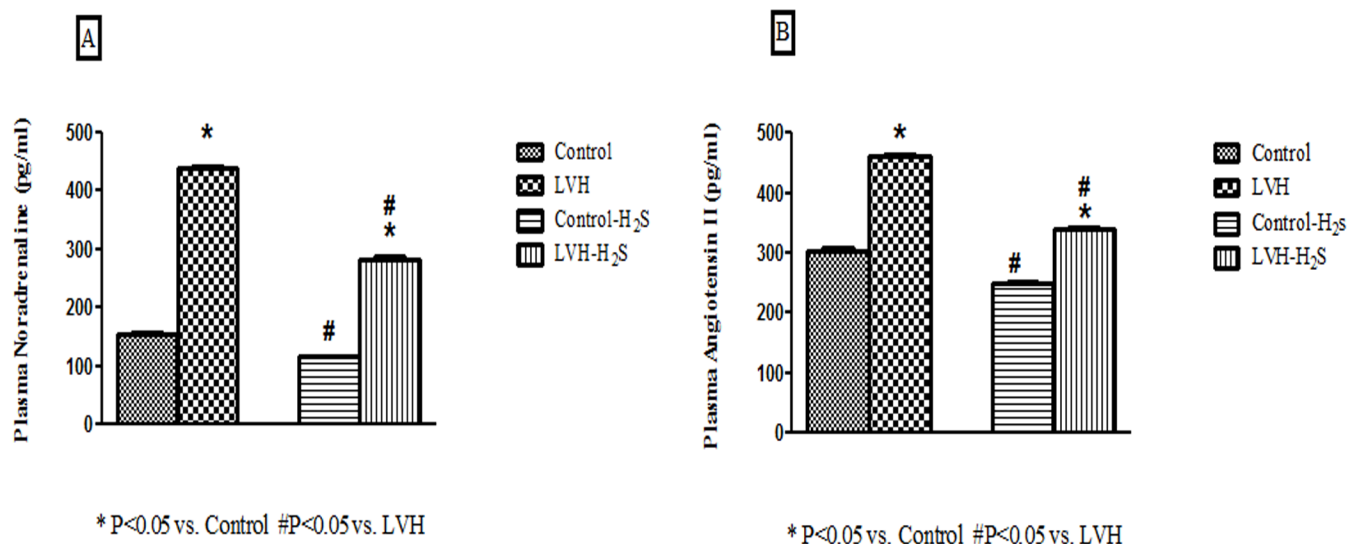 A
Plasma Noradrenaline (pg/ml)
500
400
300
200
100
0
*
#
#
*
Control
LVH
Control-H₂S
LVH-H₂S
* P<0.05 vs. Control #P<0.05 vs. LVH
B
Plasma Angiotensin II (pg/ml)
500
400
300
200
100
0
*
#
#
*
Control
LVH
Control-H₂s
LVH-H₂S
* P<0.05 vs. Control #P<0.05 vs. LVH